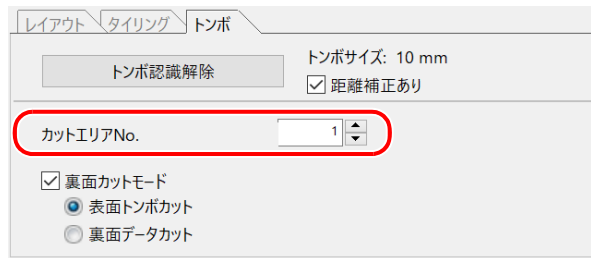 レイアウト タイリング トンボ
トンボ認識解除
トンボサイズ: 10 mm
距離補正あり
カットエリアNo. 1
裏面カットモード
表面トンボカット
裏面データカット